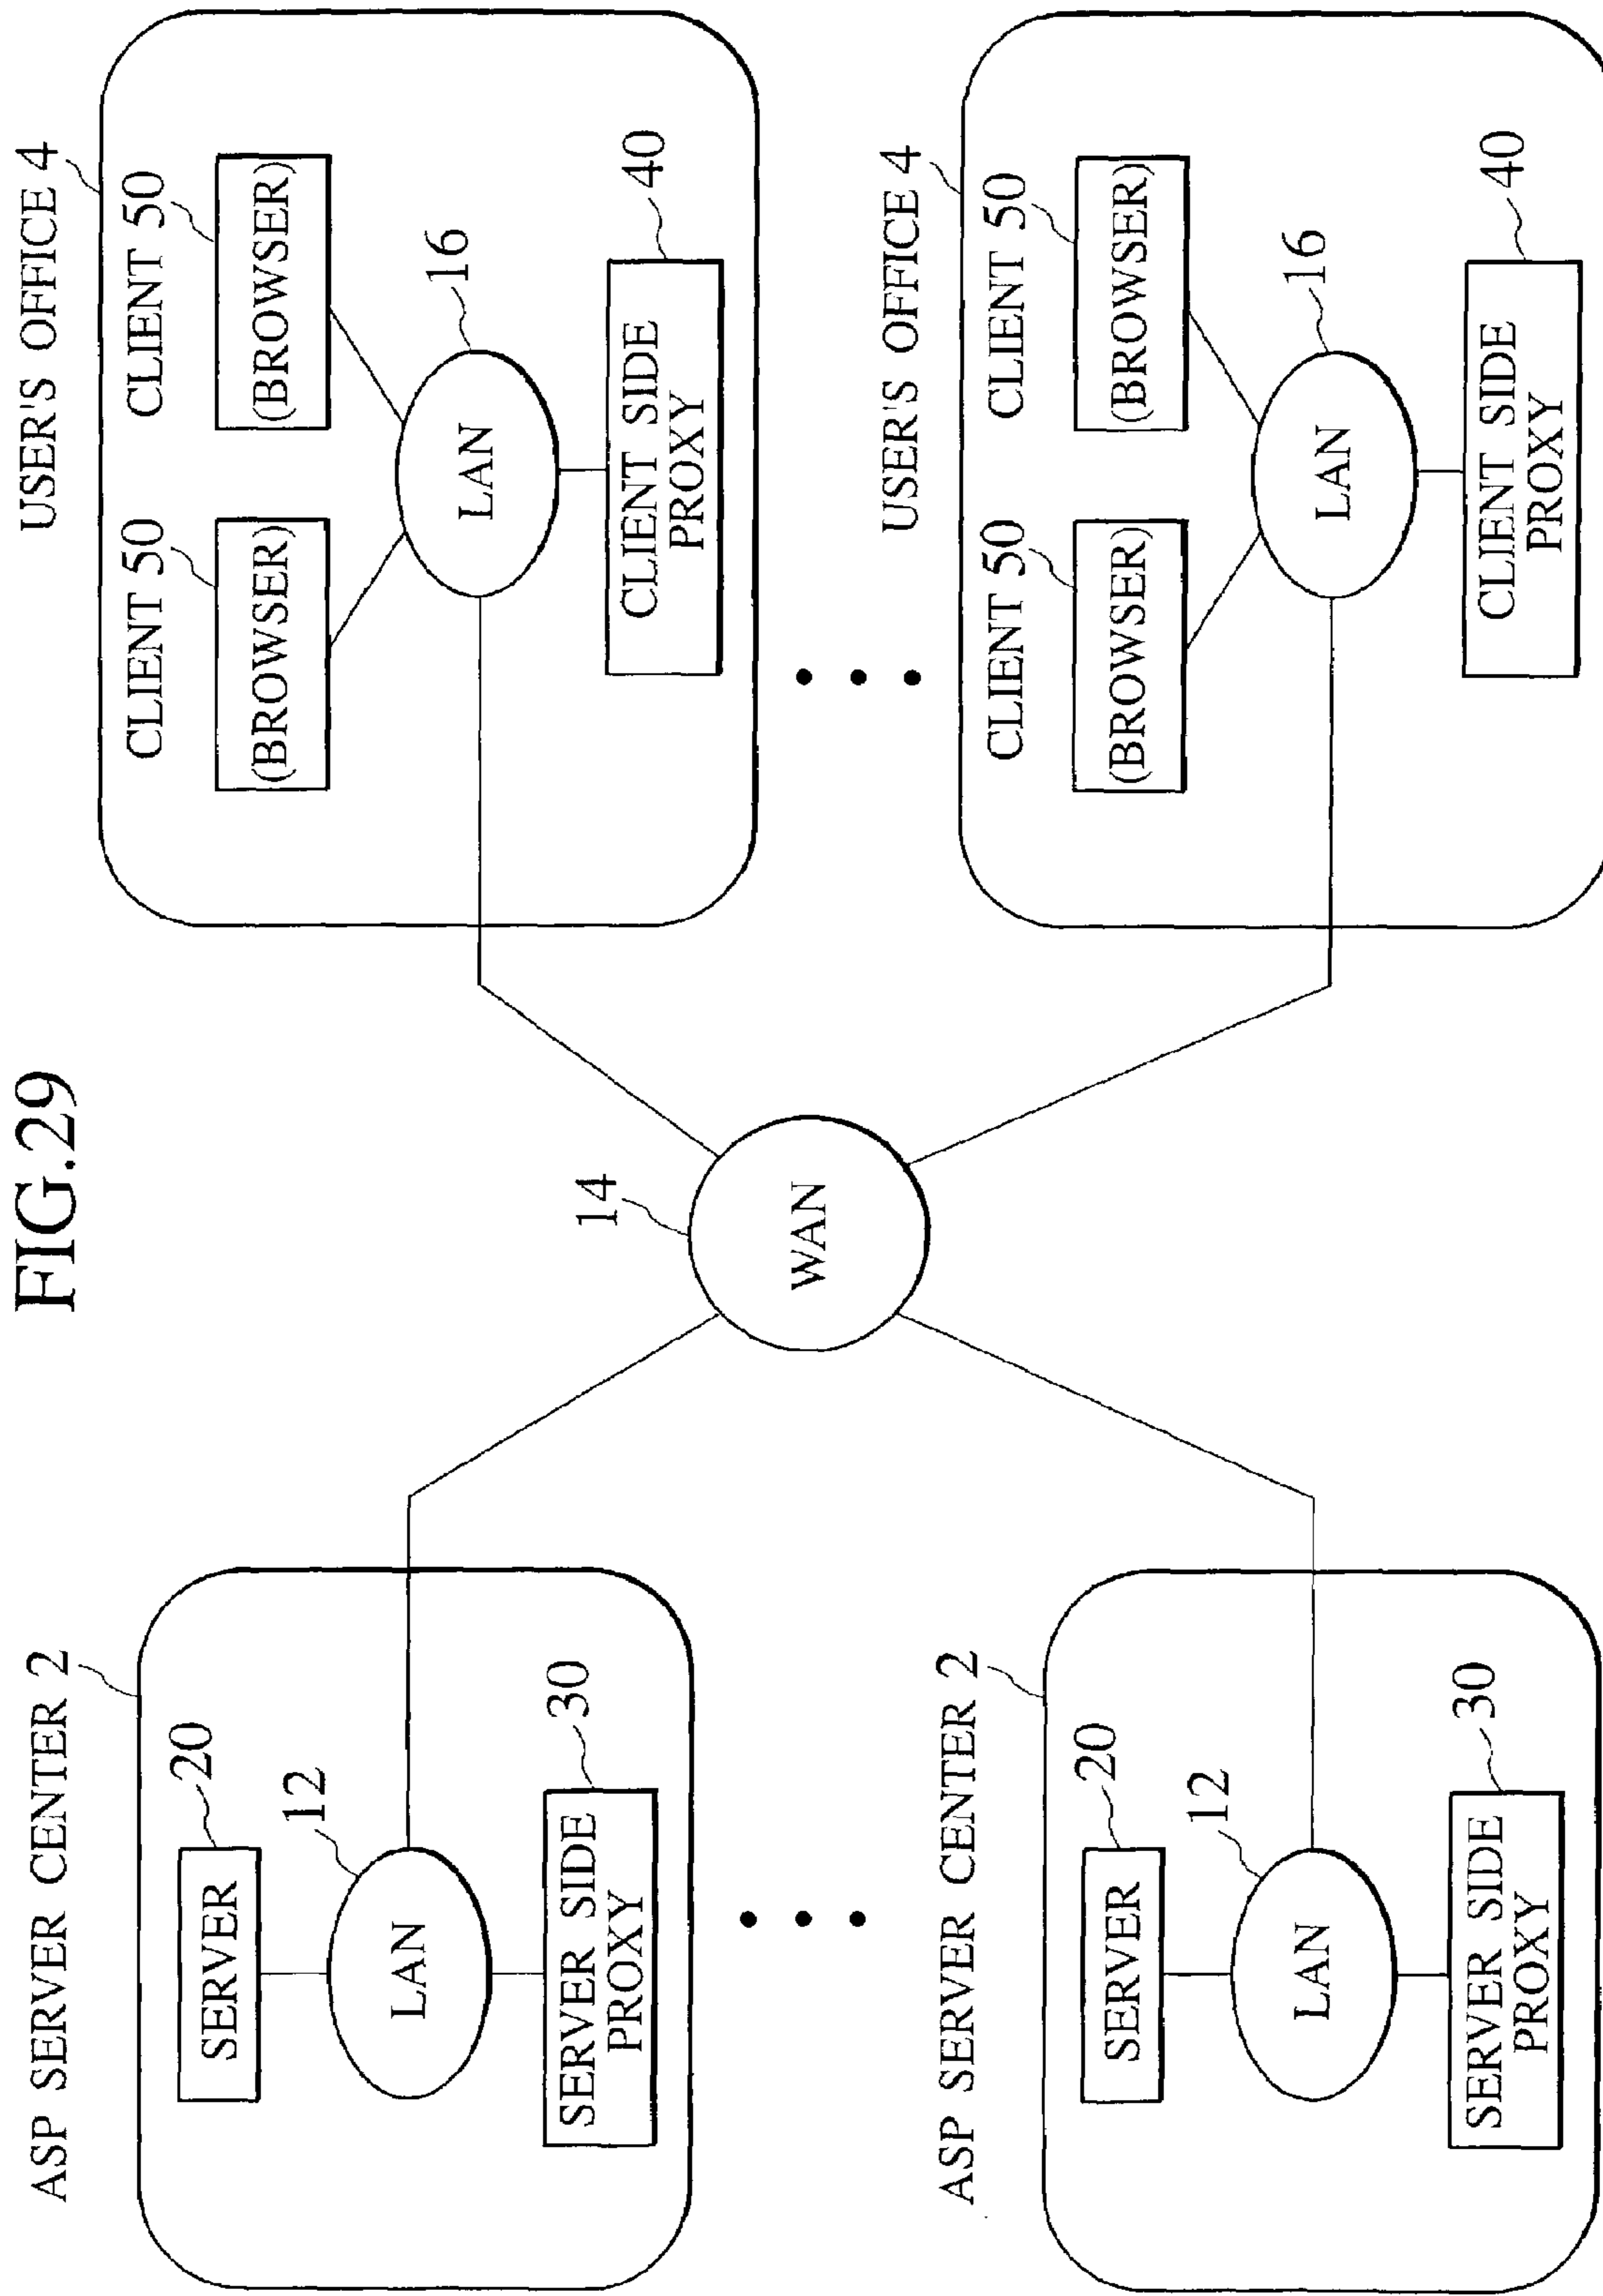 FIG.29
ASP SERVER CENTER 2
SERVER
20
12
LAN
SERVER SIDE
PROXY
30
ASP SERVER CENTER 2
SERVER
20
12
LAN
SERVER SIDE
PROXY
30
14
WAN
USER'S OFFICE 4
CLIENT 50
(BROWSER)
CLIENT 50
(BROWSER)
LAN
16
CLIENT SIDE
PROXY
40
USER'S OFFICE 4
CLIENT 50
(BROWSER)
CLIENT 50
(BROWSER)
LAN
16
CLIENT SIDE
PROXY
40